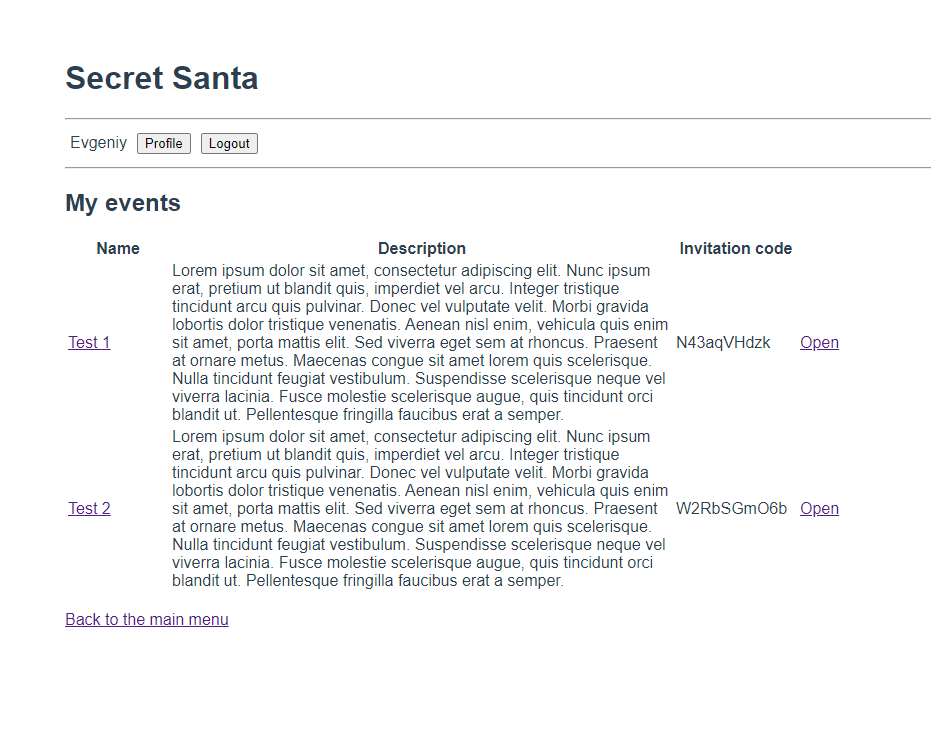 Secret Santa
Evgeniy Profile Logout
My events
Name Description Invitation code
Lorem ipsum dolor sit amet, consectetur adipiscing elit. Nunc ipsum
erat, pretium ut blandit quis, imperdiet vel arcu. Integer tristique
tincidunt arcu quis pulvinar. Donec vel vulputate velit. Morbi gravida
lobortis dolor tristique venenatis. Aenean nisl enim, vehicula quis enim
Test 1 sit amet, porta mattis elit. Sed viverra eget sem at rhoncus. Praesent N43aqVHdzk Open
at ornare metus. Maecenas congue sit amet lorem quis scelerisque.
Nulla tincidunt feugiat vestibulum. Suspendisse scelerisque neque vel
viverra lacinia. Fusce molestie scelerisque augue, quis tincidunt orci
blandit ut. Pellentesque fringilla faucibus erat a semper.
Lorem ipsum dolor sit amet, consectetur adipiscing elit. Nunc ipsum
erat, pretium ut blandit quis, imperdiet vel arcu. Integer tristique
tincidunt arcu quis pulvinar. Donec vel vulputate velit. Morbi gravida
lobortis dolor tristique venenatis. Aenean nisl enim, vehicula quis enim
Test 2 sit amet, porta mattis elit. Sed viverra eget sem at rhoncus. Praesent W2RbSGmO6b Open
at ornare metus. Maecenas congue sit amet lorem quis scelerisque.
Nulla tincidunt feugiat vestibulum. Suspendisse scelerisque neque vel
viverra lacinia. Fusce molestie scelerisque augue, quis tincidunt orci
blandit ut. Pellentesque fringilla faucibus erat a semper.
Back to the main menu